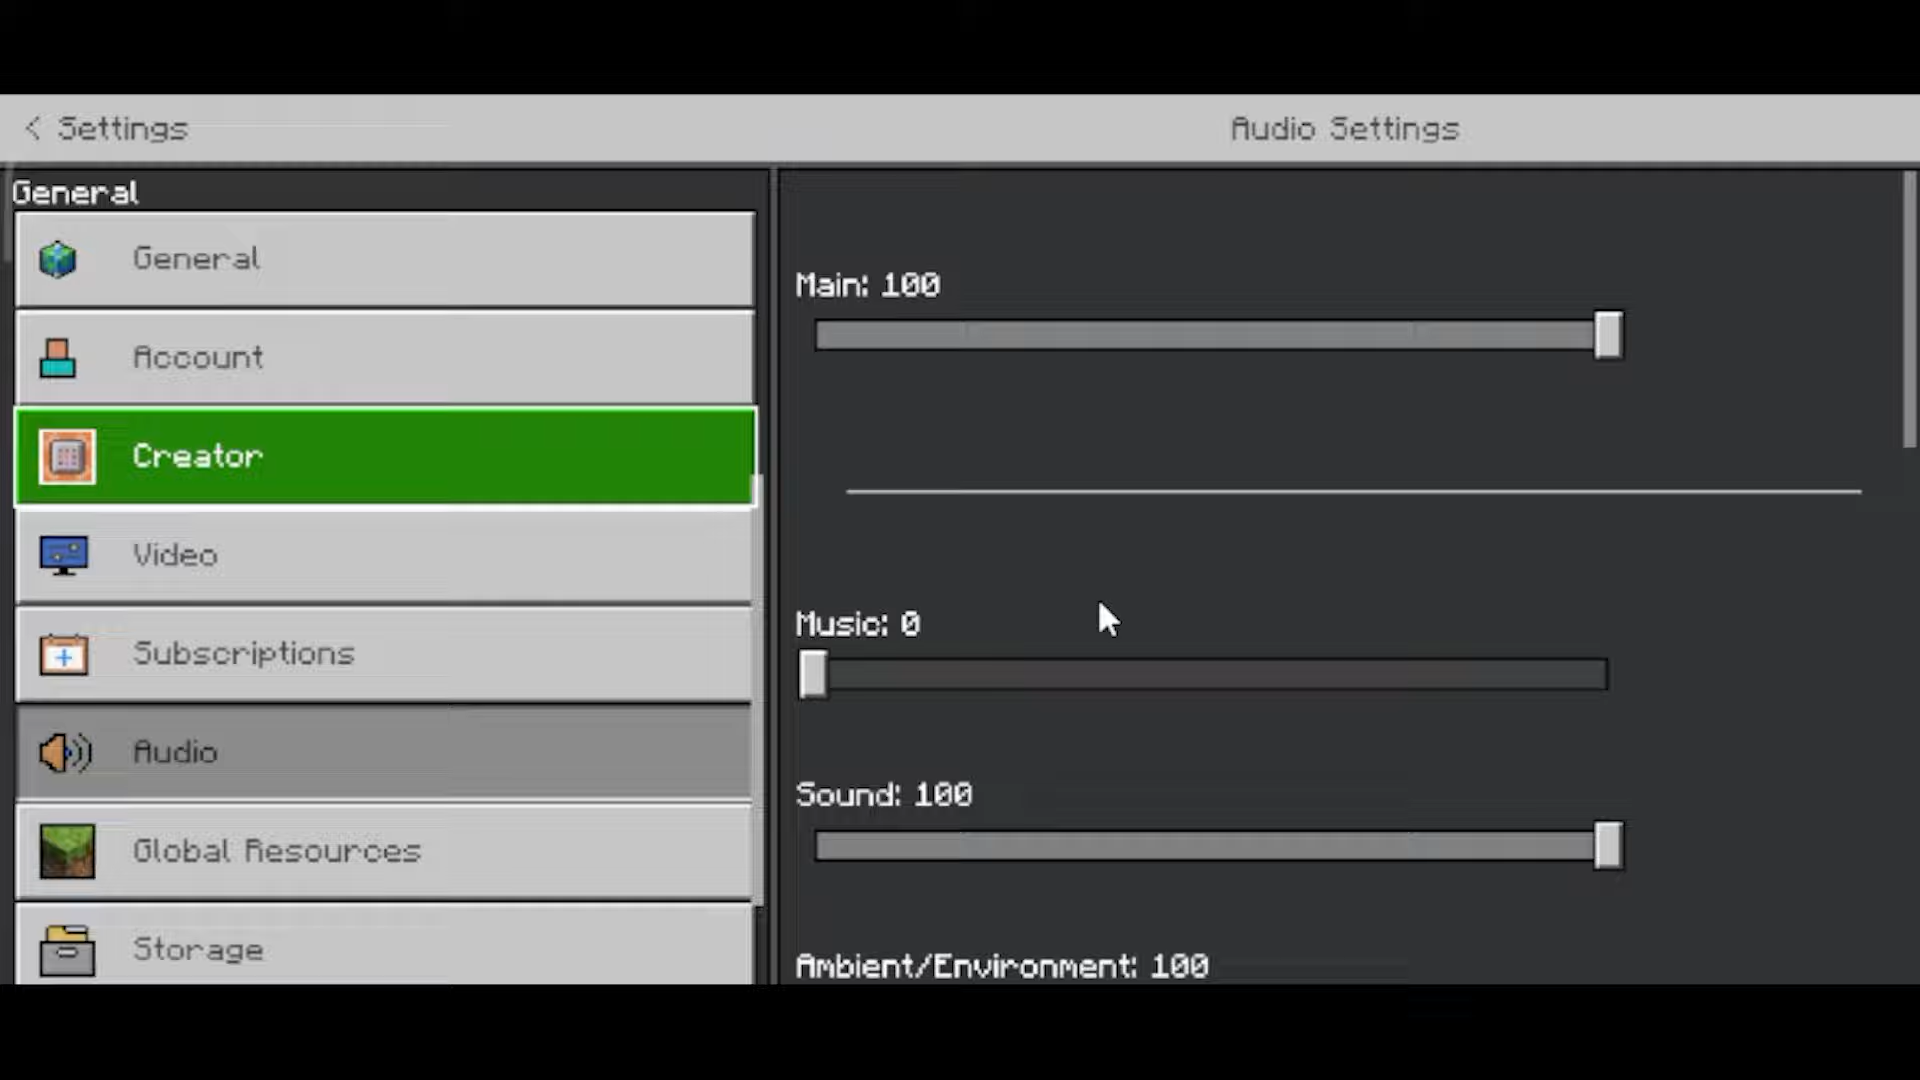 < Settings
Audio Settings
General
General
Account
Creator
Video
Subscriptions
Audio
Global Resources
Storage
Main: 100
Music: 0
Sound: 100
Ambient/Environment: 100